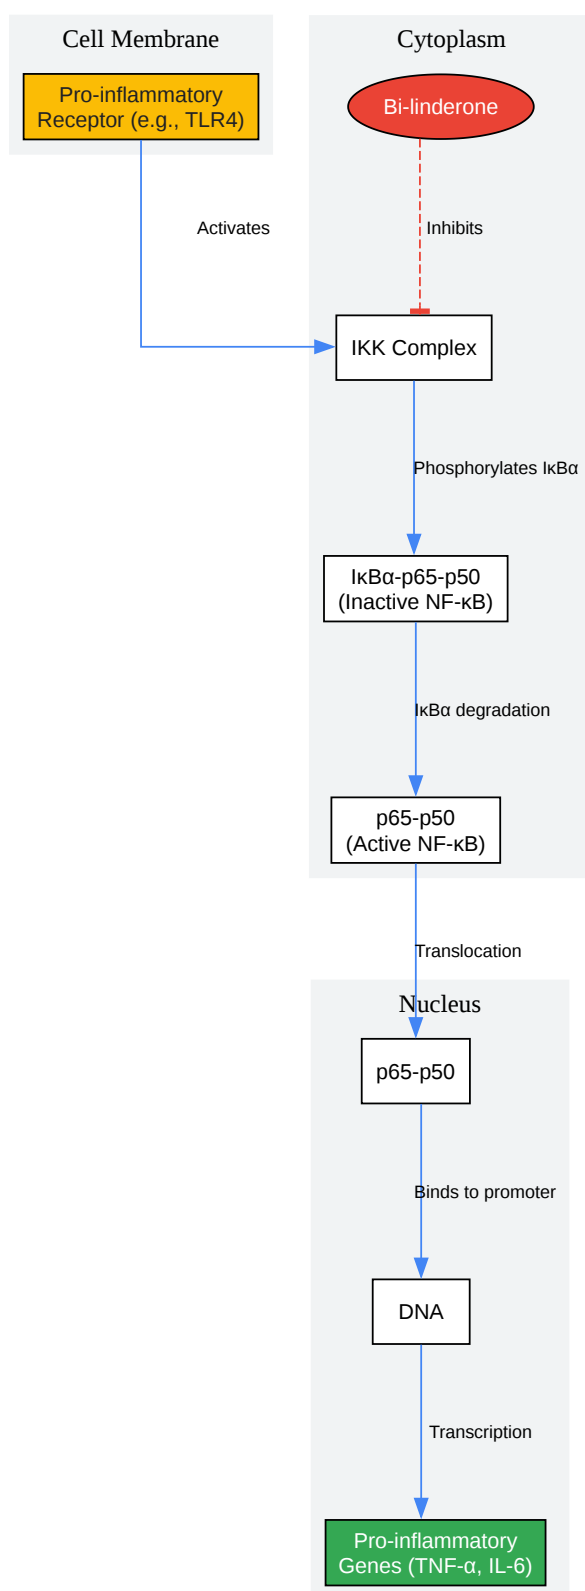 Cell Membrane
Cytoplasm
Pro-inflammatory
Receptor (e.g., TLR4)
Bi-linderone
Activates
Inhibits
IKK Complex
Phosphorylates IκBα
IκBα-p65-p50
(Inactive NF-κB)
IκBα degradation
p65-p50
(Active NF-κB)
Translocation
Nucleus
p65-p50
Binds to promoter
DNA
Transcription
Pro-inflammatory
Genes (TNF-α, IL-6)